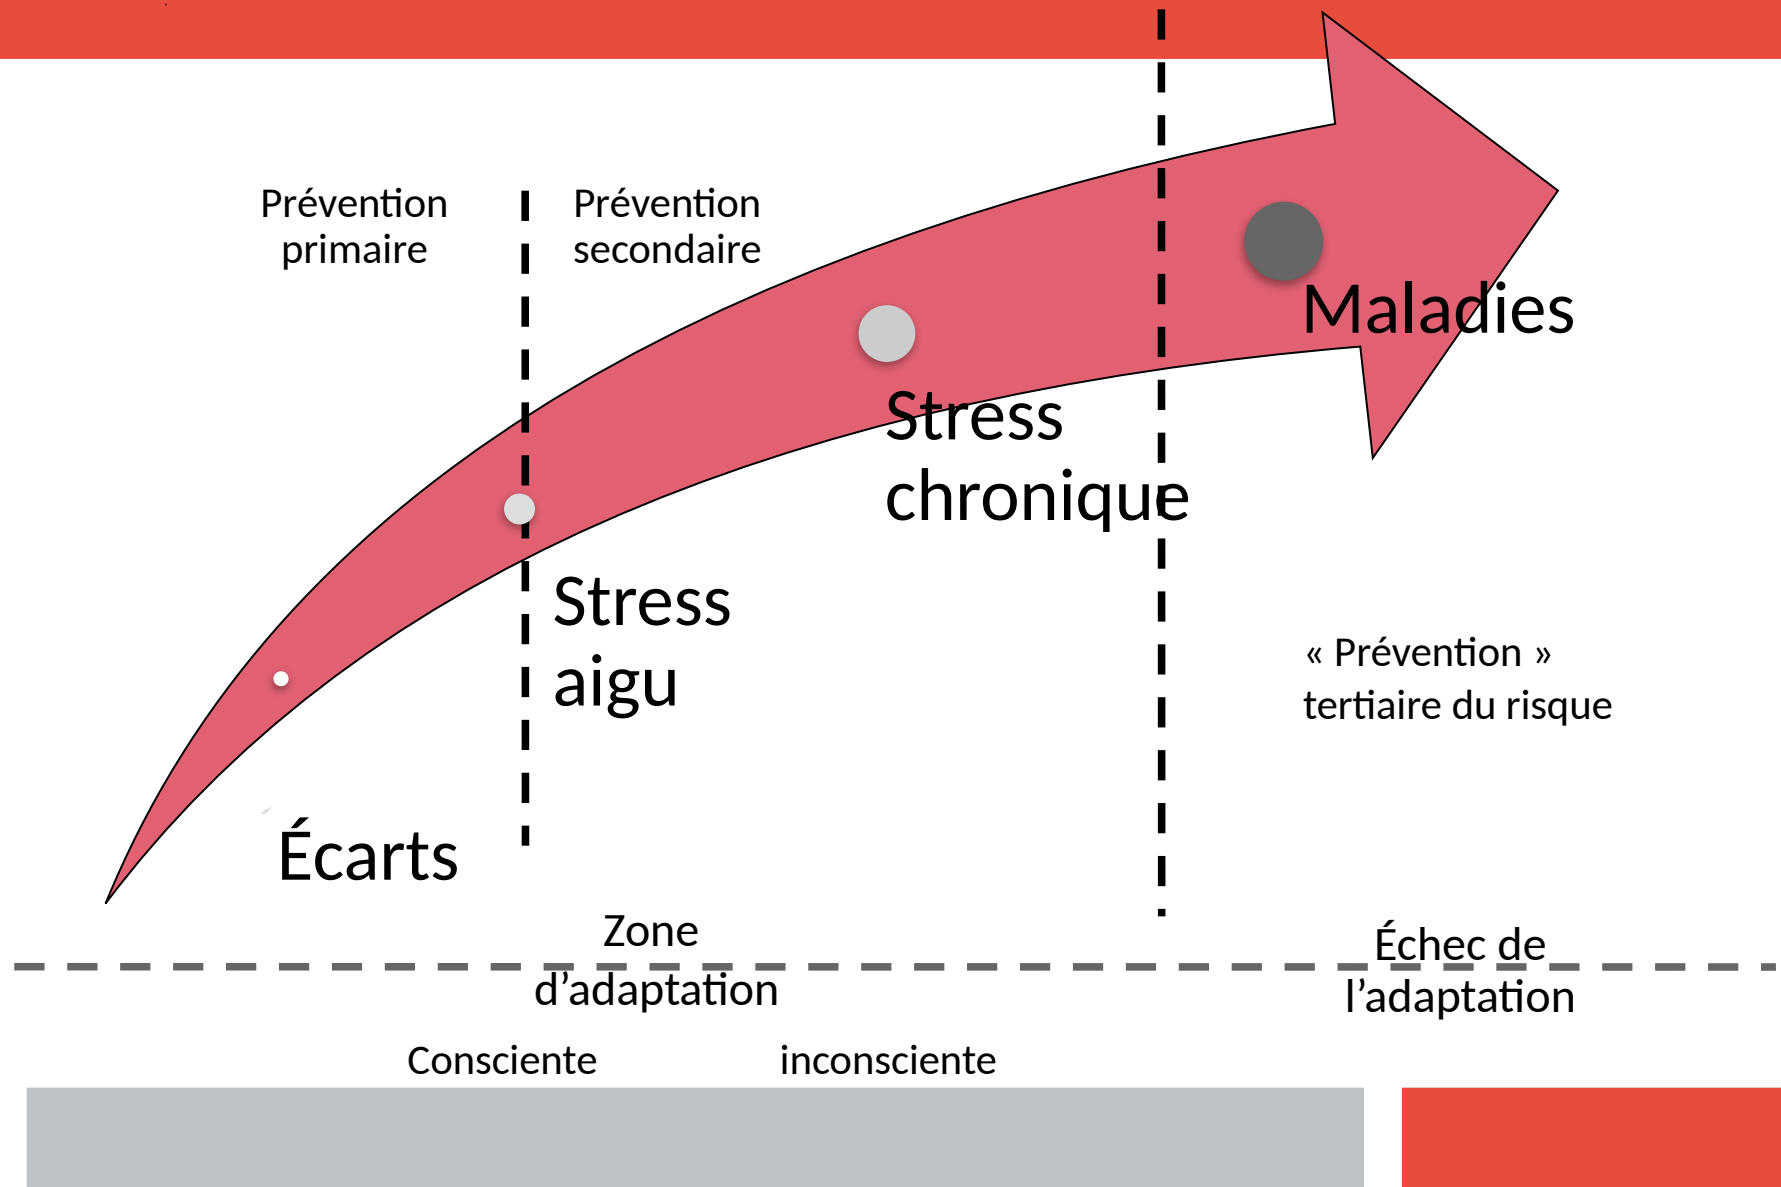 Prévention
primaire
Prévention
secondaire
Maladies
Stress
chronique
Stress
aigu
« Prévention »
tertiaire du risque
Écarts
Zone
d’adaptation
Échec de
l’adaptation
Consciente
inconsciente